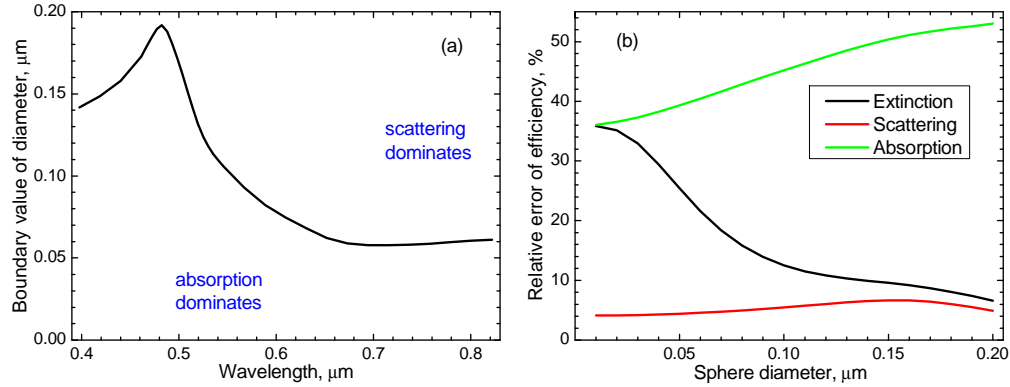 (a)
Boundary value of diameter, μm
0.20
0.15
0.10
0.05
0.00
scattering
dominates
absorption
dominates
0.4 0.5 0.6 0.7 0.8
Wavelength, μm
(b)
Relative error of efficiency, %
60
50
40
30
20
10
0
Extinction
Scattering
Absorption
0.05 0.10 0.15 0.20
Sphere diameter, μm